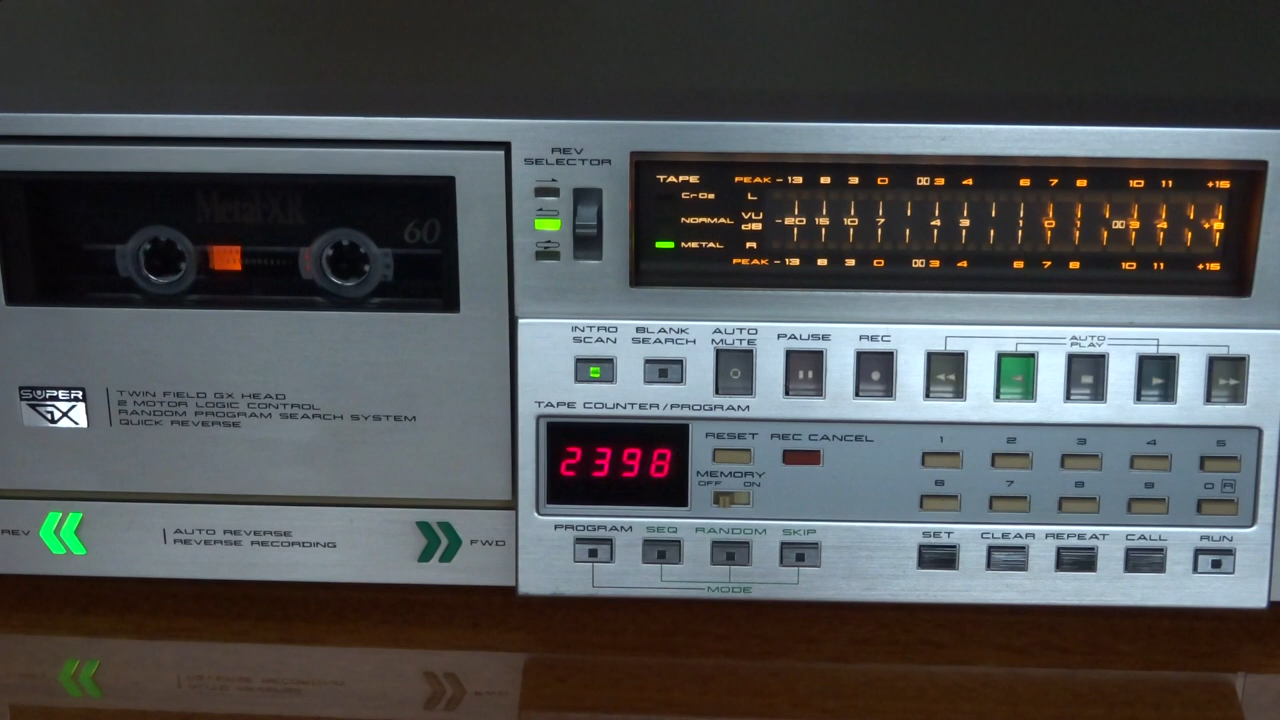 Metal-XR
60
SUPER
GX
TWIN FIELD GX HEAD
2 MOTOR LOGIC CONTROL
RANDOM PROGRAM SEARCH SYSTEM
QUICK REVERSE
REV
AUTO REVERSE
REVERSE RECORDING
FWD
REV
SELECTOR
TAPE PEAK -13 8 3 0 3 4 6 7 8 10 11 +15
CrO2 L
NORMAL VU dB -20 15 10 7 4 3 1 0 3 4 +8
METAL R
PEAK -13 8 3 0 3 4 6 7 8 10 11 +15
INTRO SCAN
BLANK SEARCH
AUTO MUTE
PAUSE
REC
AUTO PLAY
TAPE COUNTER/PROGRAM
2398
RESET
REC CANCEL
MEMORY
OFF ON
1 2 3 4 5
6 7 8 9 0 R
PROGRAM SEQ RANDOM SKIP
MODE
SET CLEAR REPEAT CALL RUN